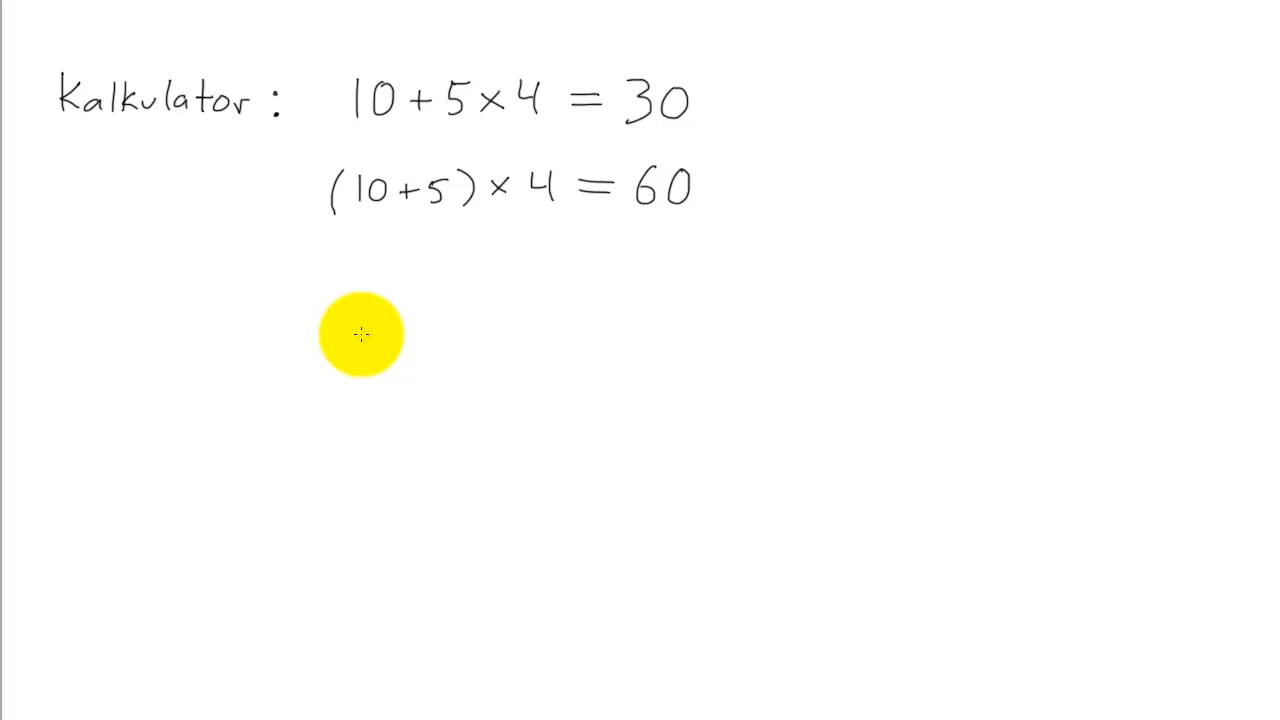 Kalkulator: 10 + 5 × 4 = 30
(10 + 5) × 4 = 60